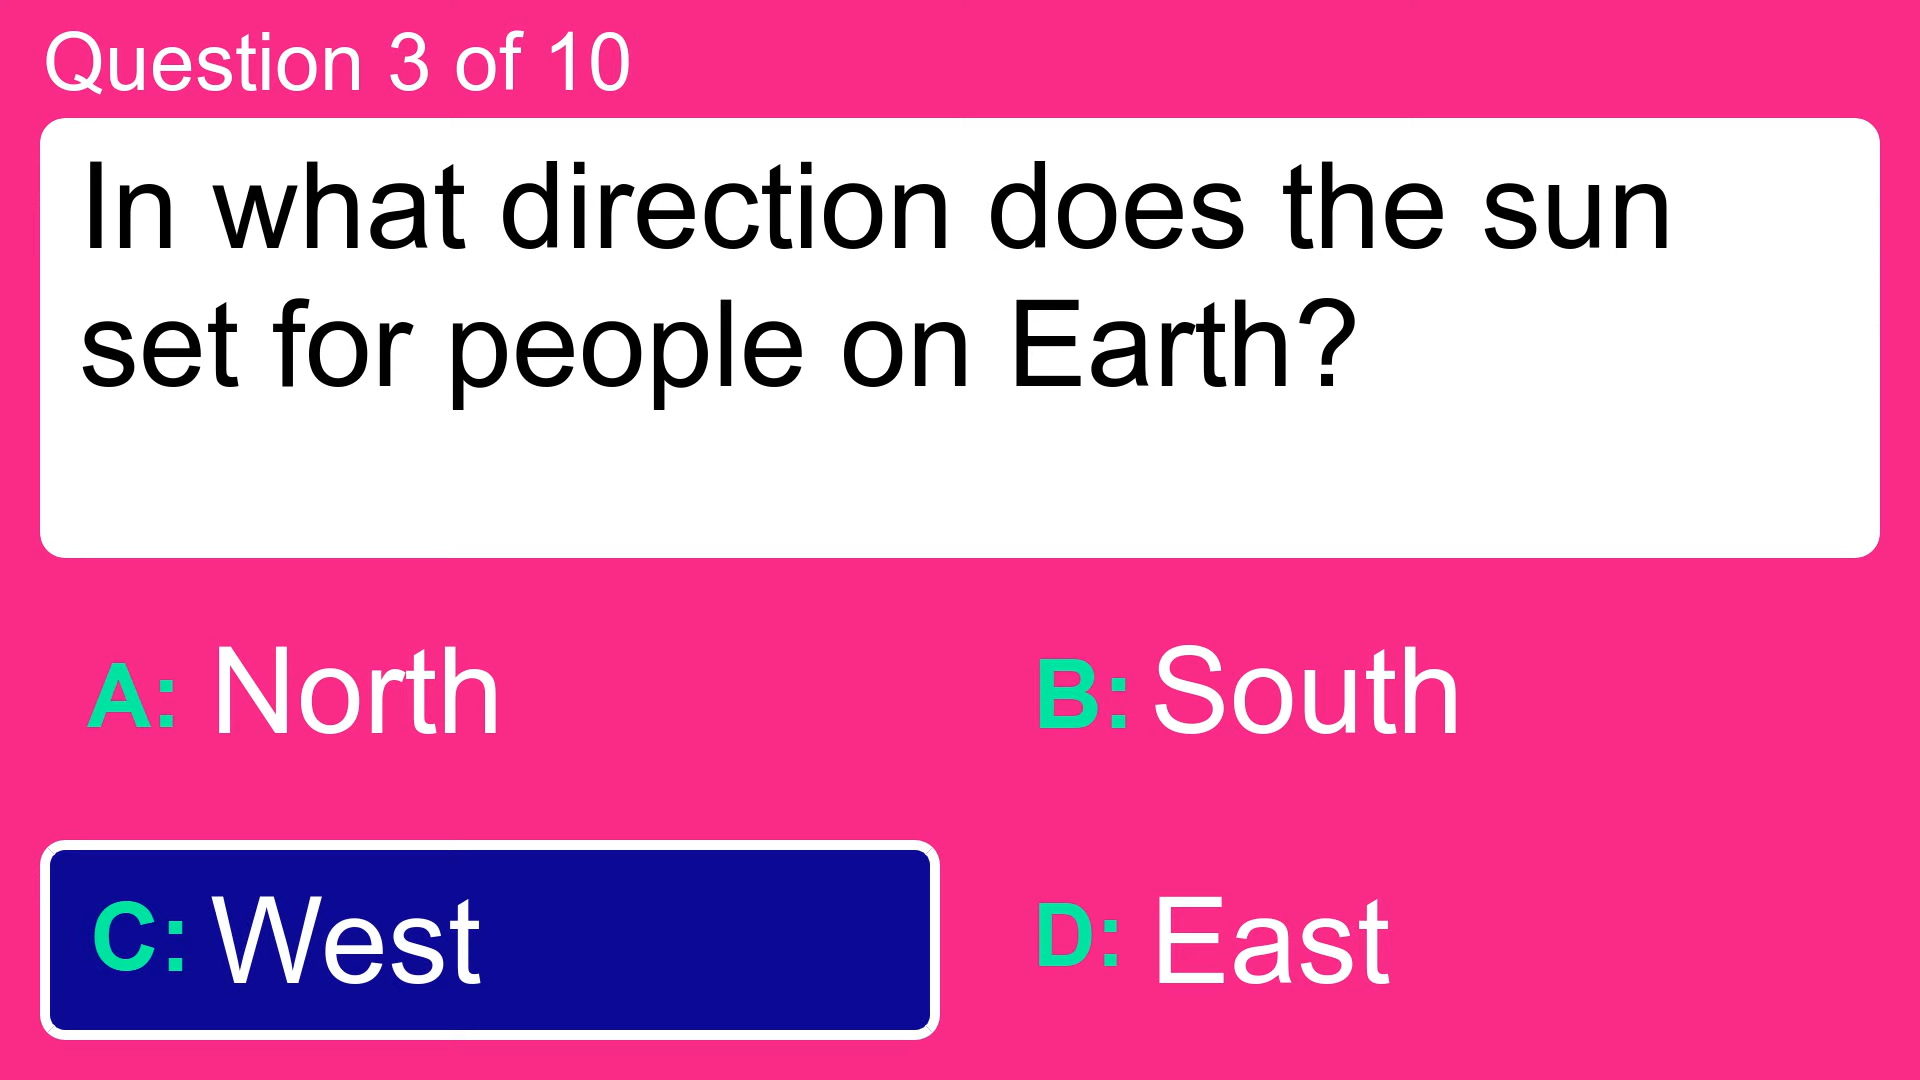 Question 3 of 10
In what direction does the sun
set for people on Earth?
A: North
B: South
C: West
D: East